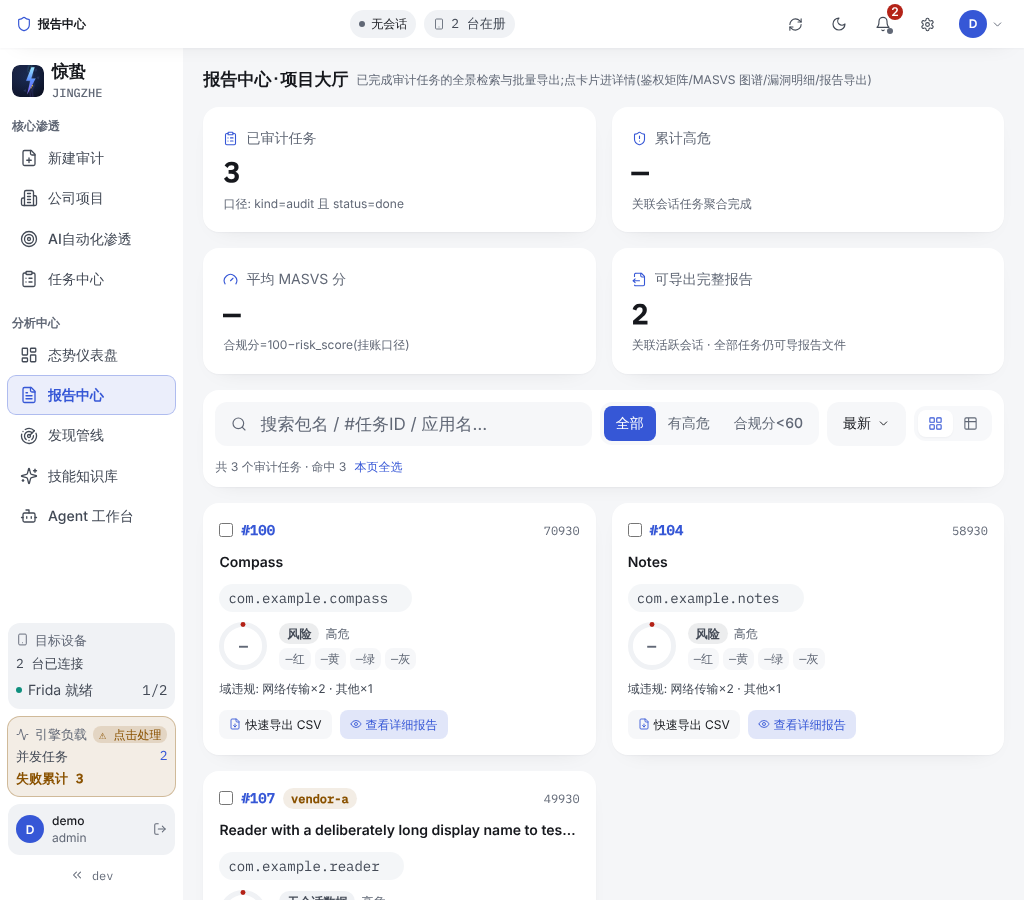 报告中心
无会话
2 台在册
2
D
惊蛰
JINGZHE
核心渗透
新建审计
公司项目
AI自动化渗透
任务中心
分析中心
态势仪表盘
报告中心
发现管线
技能知识库
Agent 工作台
目标设备
2 台已连接
Frida 就绪 1/2
引擎负载 ⚠ 点击处理
并发任务 2
失败累计 3
D
demo
admin
« dev
报告中心·项目大厅 已完成审计任务的全景检索与批量导出;点卡片进详情(鉴权矩阵/MASVS 图谱/漏洞明细/报告导出)
已审计任务
3
口径: kind=audit 且 status=done
累计高危
—
关联会话任务聚合完成
平均 MASVS 分
—
合规分=100−risk_score(挂账口径)
可导出完整报告
2
关联活跃会话 · 全部任务仍可导报告文件
搜索包名 / #任务ID / 应用名...
全部 有高危 合规分<60
最新
共 3 个审计任务 · 命中 3 本页全选
#100 70930
Compass
com.example.compass
—
风险 高危
—红 —黄 —绿 —灰
域违规: 网络传输×2 · 其他×1
快速导出 CSV 查看详细报告
#104 58930
Notes
com.example.notes
—
风险 高危
—红 —黄 —绿 —灰
域违规: 网络传输×2 · 其他×1
快速导出 CSV 查看详细报告
#107 vendor-a 49930
Reader with a deliberately long display name to tes...
com.example.reader
无会话数据 高危